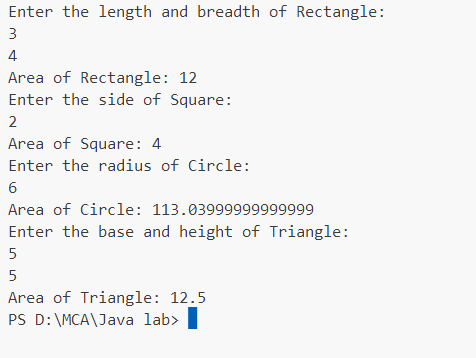 Enter the length and breadth of Rectangle:
3
4
Area of Rectangle: 12
Enter the side of Square:
2
Area of Square: 4
Enter the radius of Circle:
6
Area of Circle: 113.03999999999999
Enter the base and height of Triangle:
5
5
Area of Triangle: 12.5
PS D:\MCA\Java lab>